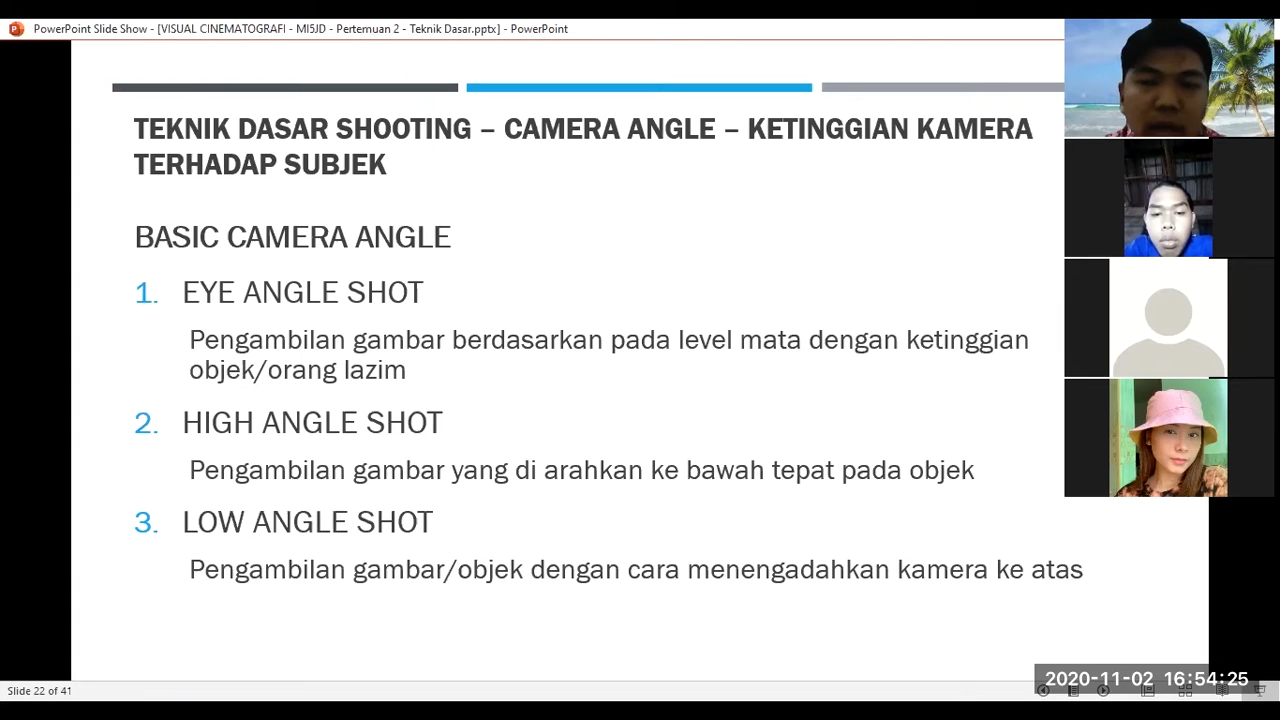 PowerPoint Slide Show - [VISUAL CINEMATOGRAFI - MI5JD - Pertemuan 2 - Teknik Dasar.pptx] - PowerPoint
TEKNIK DASAR SHOOTING – CAMERA ANGLE – KETINGGIAN KAMERA
TERHADAP SUBJEK
BASIC CAMERA ANGLE
1. EYE ANGLE SHOT
Pengambilan gambar berdasarkan pada level mata dengan ketinggian
objek/orang lazim
2. HIGH ANGLE SHOT
Pengambilan gambar yang di arahkan ke bawah tepat pada objek
3. LOW ANGLE SHOT
Pengambilan gambar/objek dengan cara menengadahkan kamera ke atas
2020-11-02 16:54:25
Slide 22 of 41